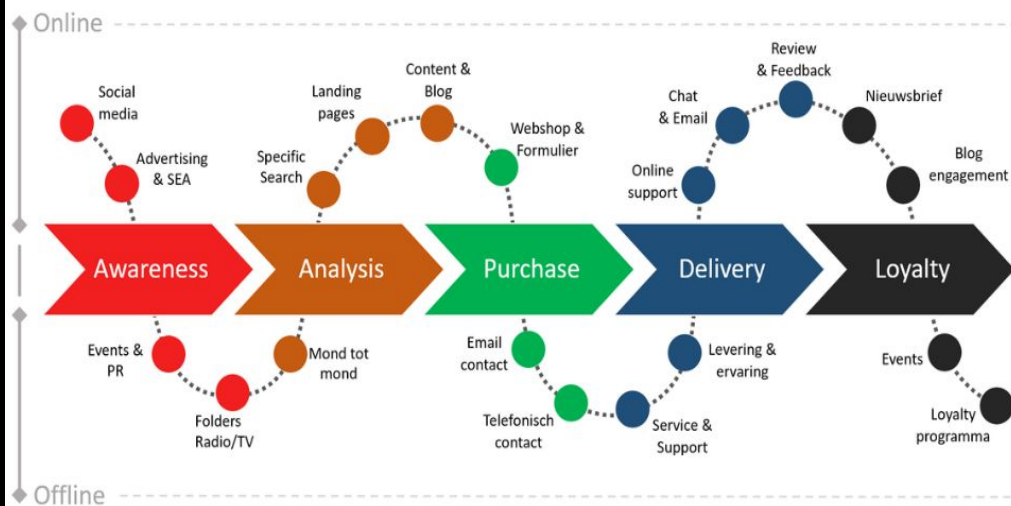 Online
Social
media
Advertising
& SEA
Specific
Search
Landing
pages
Content &
Blog
Webshop &
Formulier
Online
support
Chat
& Email
Review
& Feedback
Nieuwsbrief
Blog
engagement
Awareness
Analysis
Purchase
Delivery
Loyalty
Events &
PR
Folders
Radio/TV
Mond tot
mond
Email
contact
Telefonisch
contact
Service &
Support
Levering &
ervaring
Events
Loyalty
programma
Offline